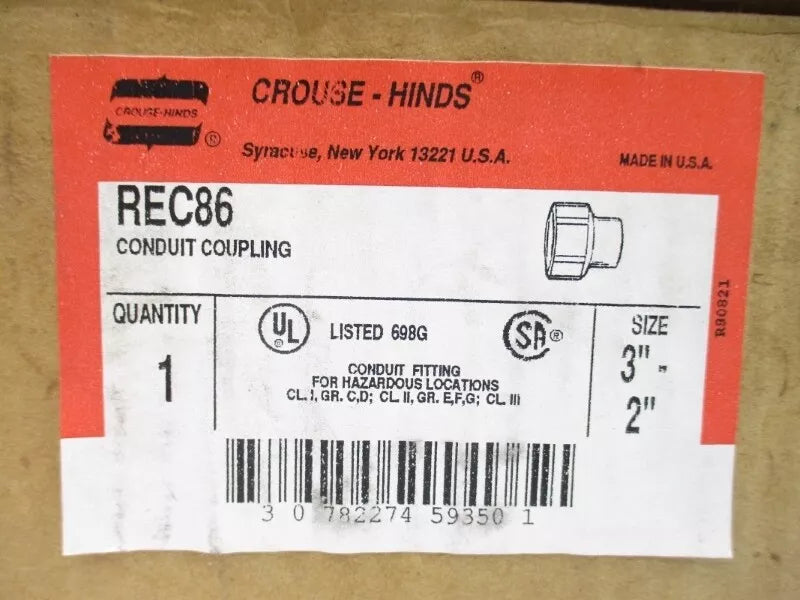 CROUSE-HINDS
®
CROUSE-HINDS®
Syracuse, New York 13221 U.S.A.
MADE IN U.S.A.
REC86
CONDUIT COUPLING
R90821
QUANTITY
1
UL
®
LISTED 698G
SA®
CONDUIT FITTING
FOR HAZARDOUS LOCATIONS
CL. I, GR. C,D; CL. II, GR. E,F,G; CL. III
SIZE
3" -
2"
3 0 782274 59350 1